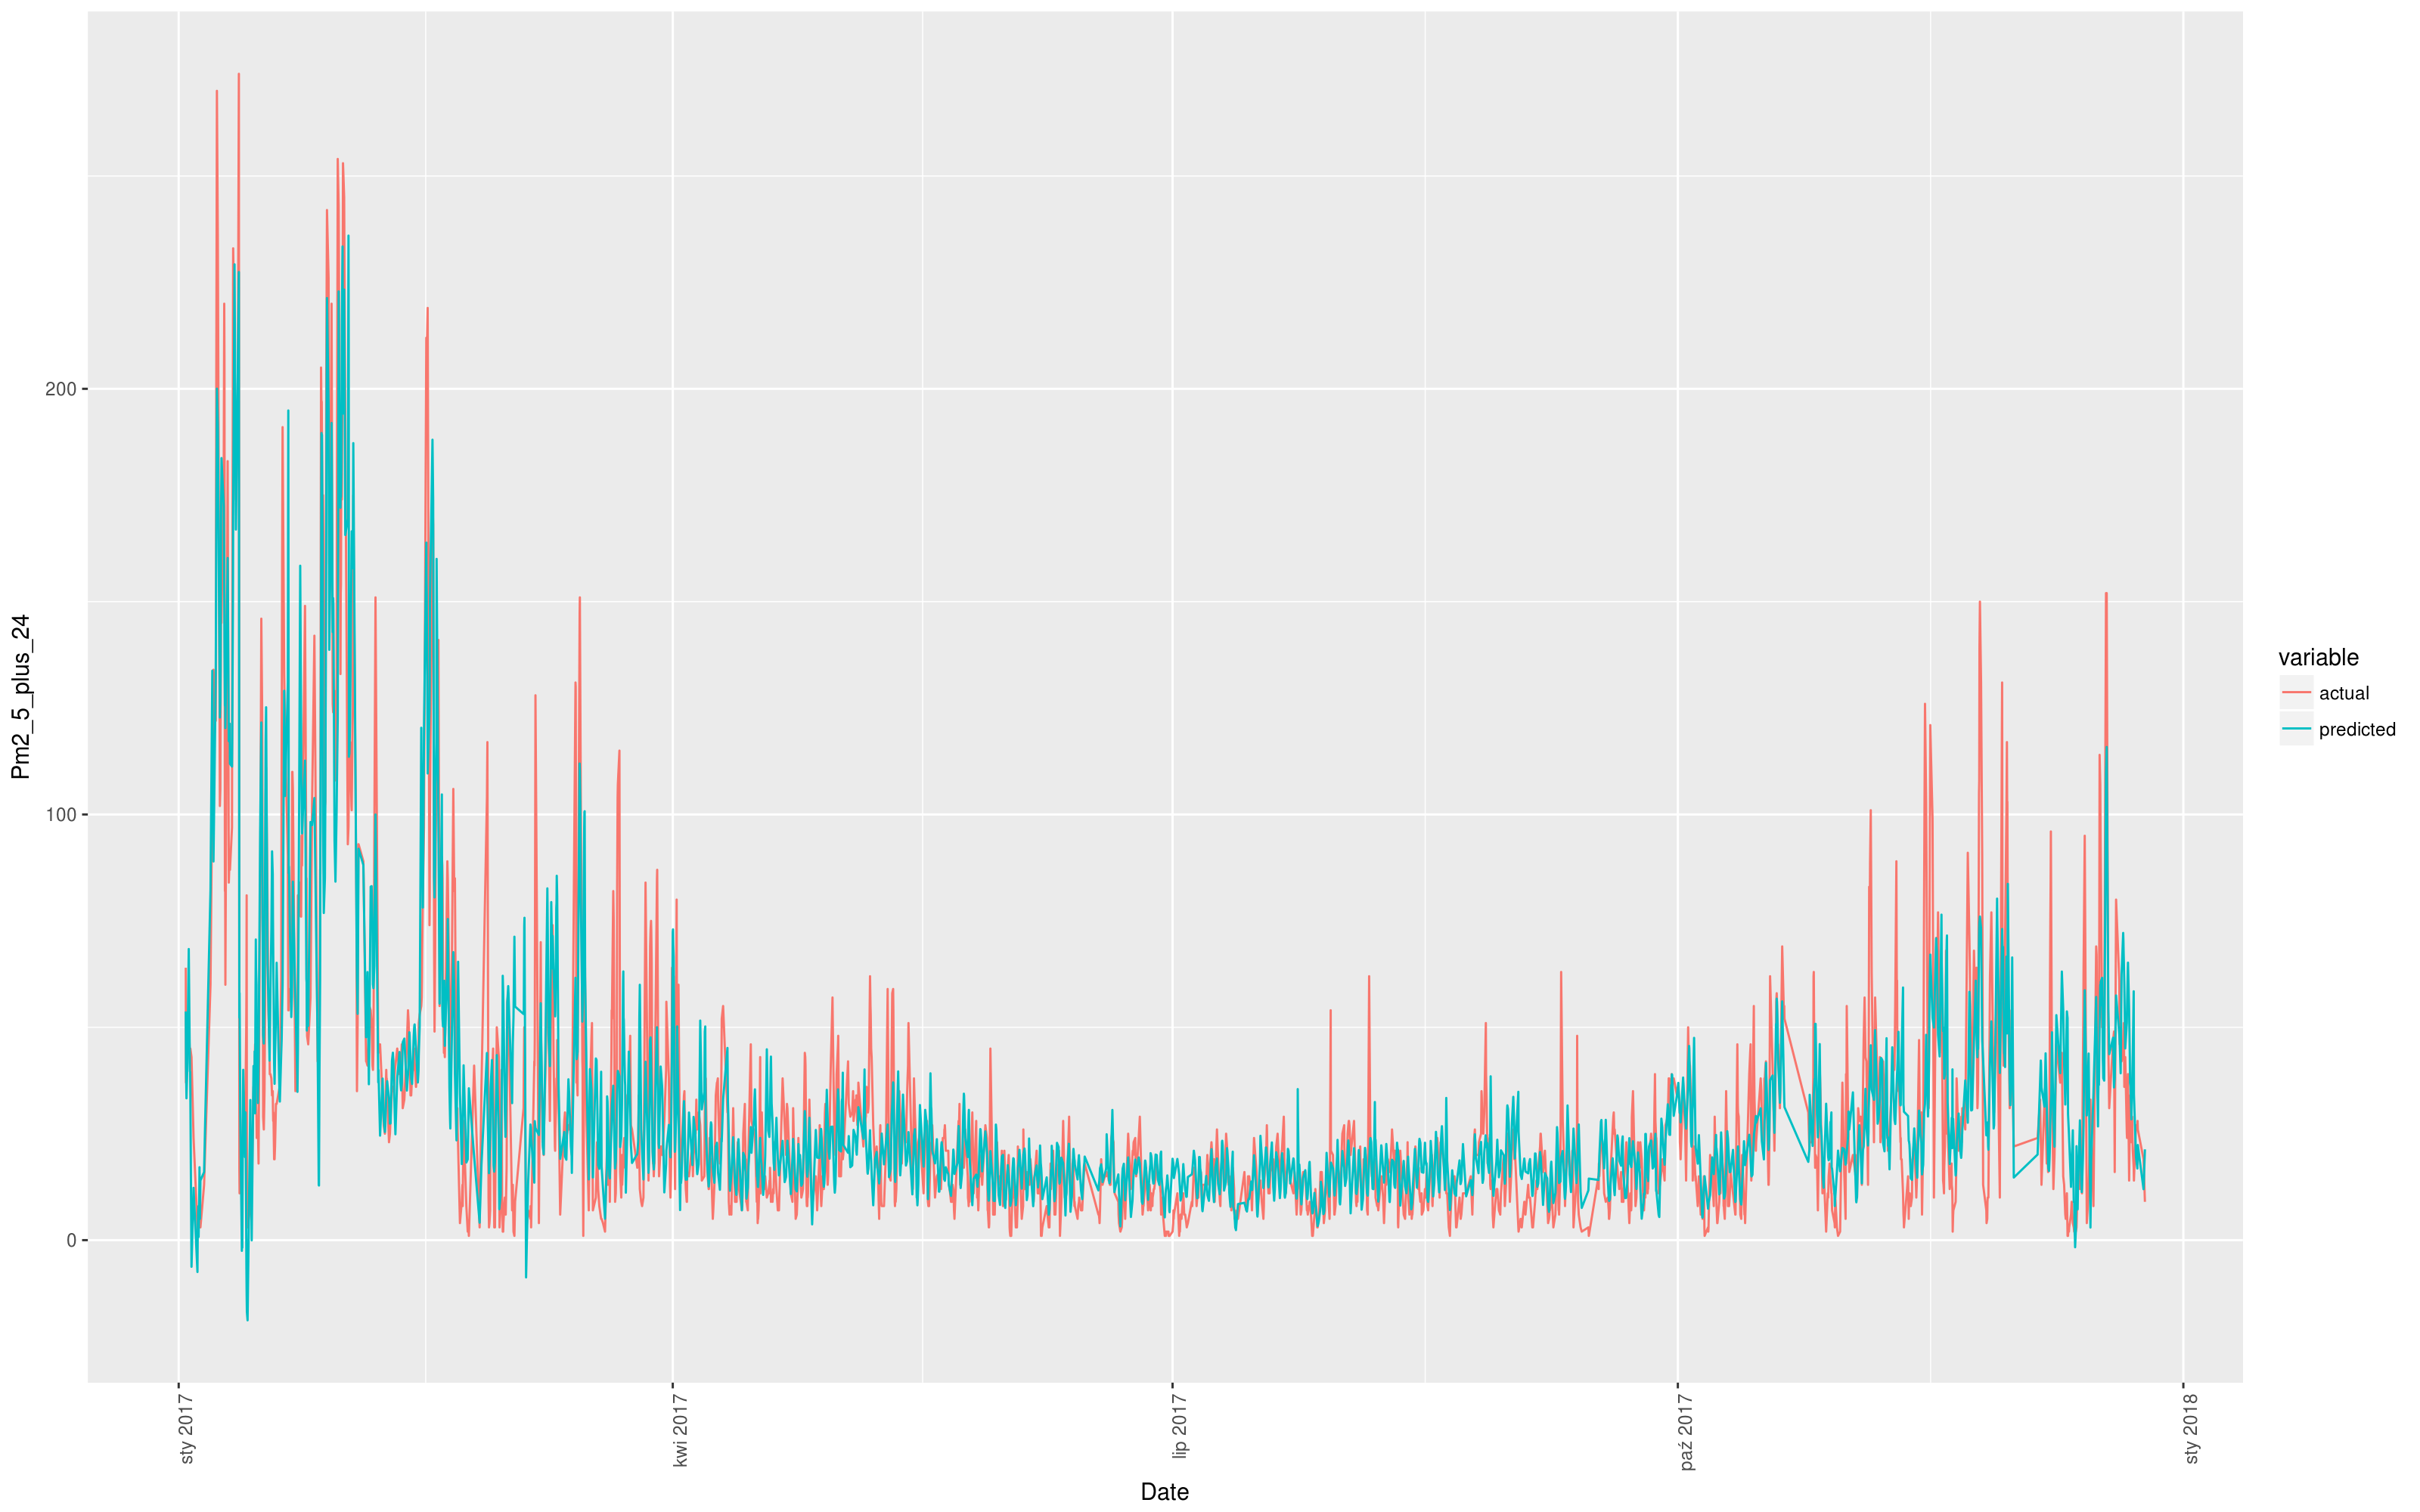 Pm2_5_plus_24
200
100
0
sty 2017
kwi 2017
lip 2017
paź 2017
sty 2018
Date
variable
actual
predicted